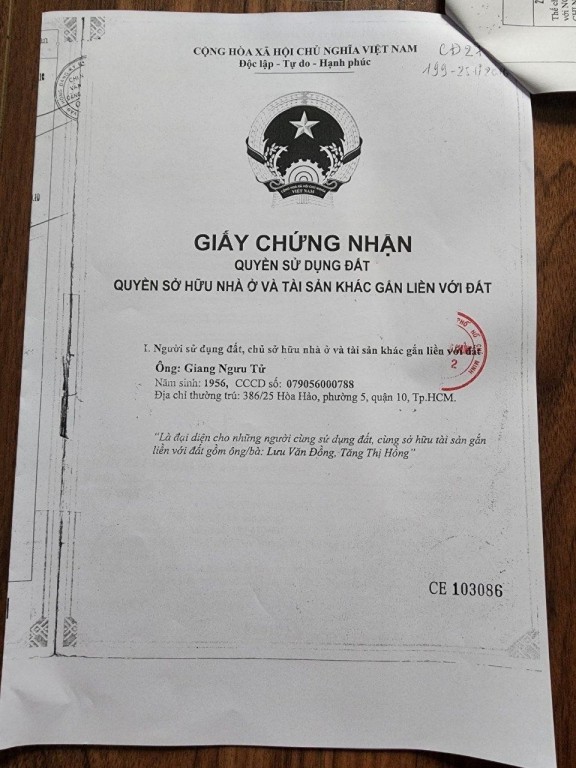 CỘNG HÒA XÃ HỘI CHỦ NGHĨA VIỆT NAM
Độc lập - Tự do - Hạnh phúc
VIỆT NAM
GIẤY CHỨNG NHẬN
QUYỀN SỬ DỤNG ĐẤT
QUYỀN SỞ HỮU NHÀ Ở VÀ TÀI SẢN KHÁC GẮN LIỀN VỚI ĐẤT
I. Người sử dụng đất, chủ sở hữu nhà ở và tài sản khác gắn liền với đất
Ông: Giang Ngưu Tử
Năm sinh: 1956, CCCD số: 079056000788
Địa chỉ thường trú: 386/25 Hòa Hảo, phường 5, quận 10, Tp.HCM.
"Là đại diện cho những người cùng sử dụng đất, cùng sở hữu tài sản gắn
liền với đất gồm ông/bà: Lưu Văn Đồng, Tăng Thị Hồng"
CE 103086